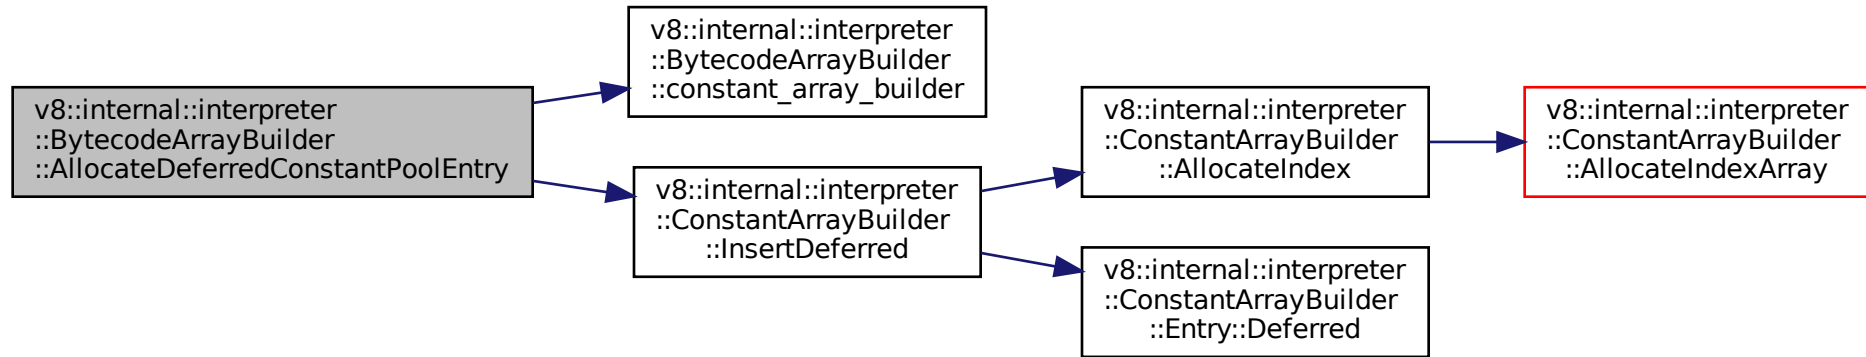 v8::internal::interpreter
::BytecodeArrayBuilder
::AllocateDeferredConstantPoolEntry
v8::internal::interpreter
::BytecodeArrayBuilder
::constant_array_builder
v8::internal::interpreter
::ConstantArrayBuilder
::InsertDeferred
v8::internal::interpreter
::ConstantArrayBuilder
::AllocateIndex
v8::internal::interpreter
::ConstantArrayBuilder
::AllocateIndexArray
v8::internal::interpreter
::ConstantArrayBuilder
::Entry::Deferred